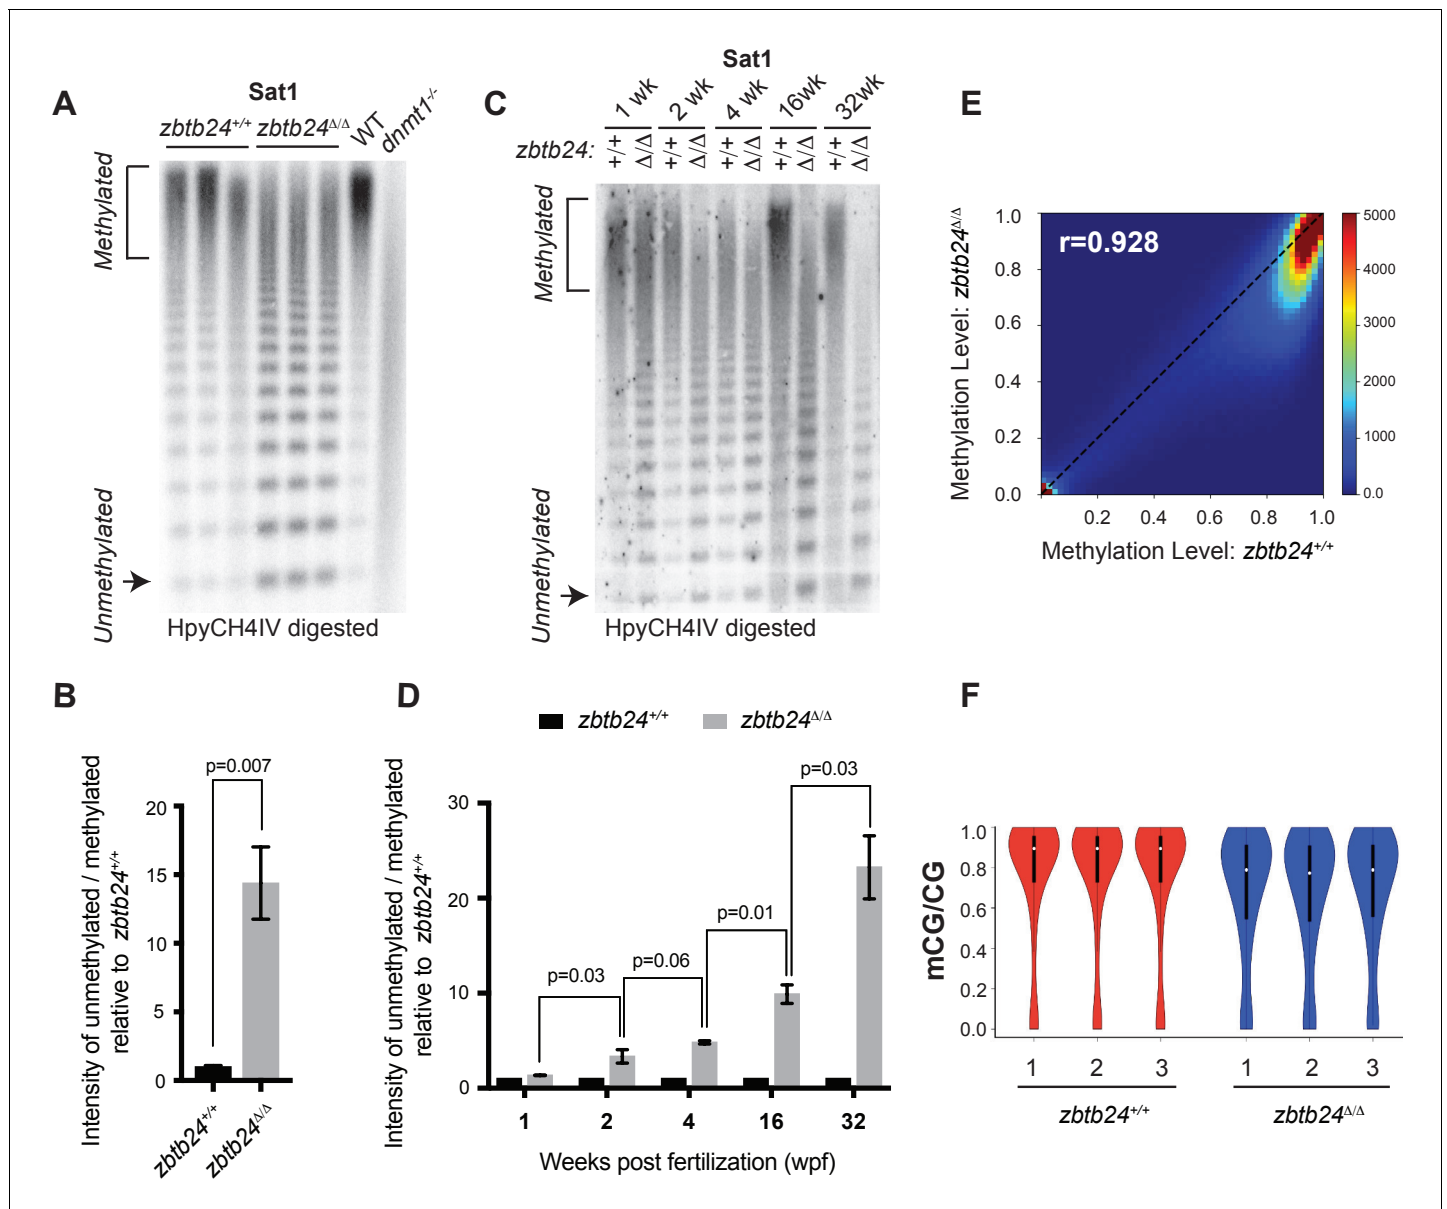 A
Sat1
zbtb24+/+ zbtb24Δ/Δ WT dnmt1-/-
Methylated
Unmethylated
HpyCH4IV digested
C
Sat1
1 wk 2 wk 4 wk 16wk 32wk
zbtb24: +/+ Δ/Δ +/+ Δ/Δ +/+ Δ/Δ +/+ Δ/Δ +/+ Δ/Δ
Methylated
Unmethylated
HpyCH4IV digested
E
Methylation Level: zbtb24Δ/Δ
1.0
0.8
0.6
0.4
0.2
0.0
r=0.928
0.2 0.4 0.6 0.8 1.0
Methylation Level: zbtb24+/+
5000
4000
3000
2000
1000
0.0
B
Intensity of unmethylated / methylated
relative to zbtb24+/+
p=0.007
20
15
10
5
0
zbtb24+/+ zbtb24Δ/Δ
D
zbtb24+/+ zbtb24Δ/Δ
Intensity of unmethylated / methylated
relative to zbtb24+/+
30
20
10
0
p=0.03
p=0.06
p=0.01
p=0.03
1 2 4 16 32
Weeks post fertilization (wpf)
F
mCG/CG
1.0
0.8
0.6
0.4
0.2
0.0
1 2 3 1 2 3
zbtb24+/+ zbtb24Δ/Δ